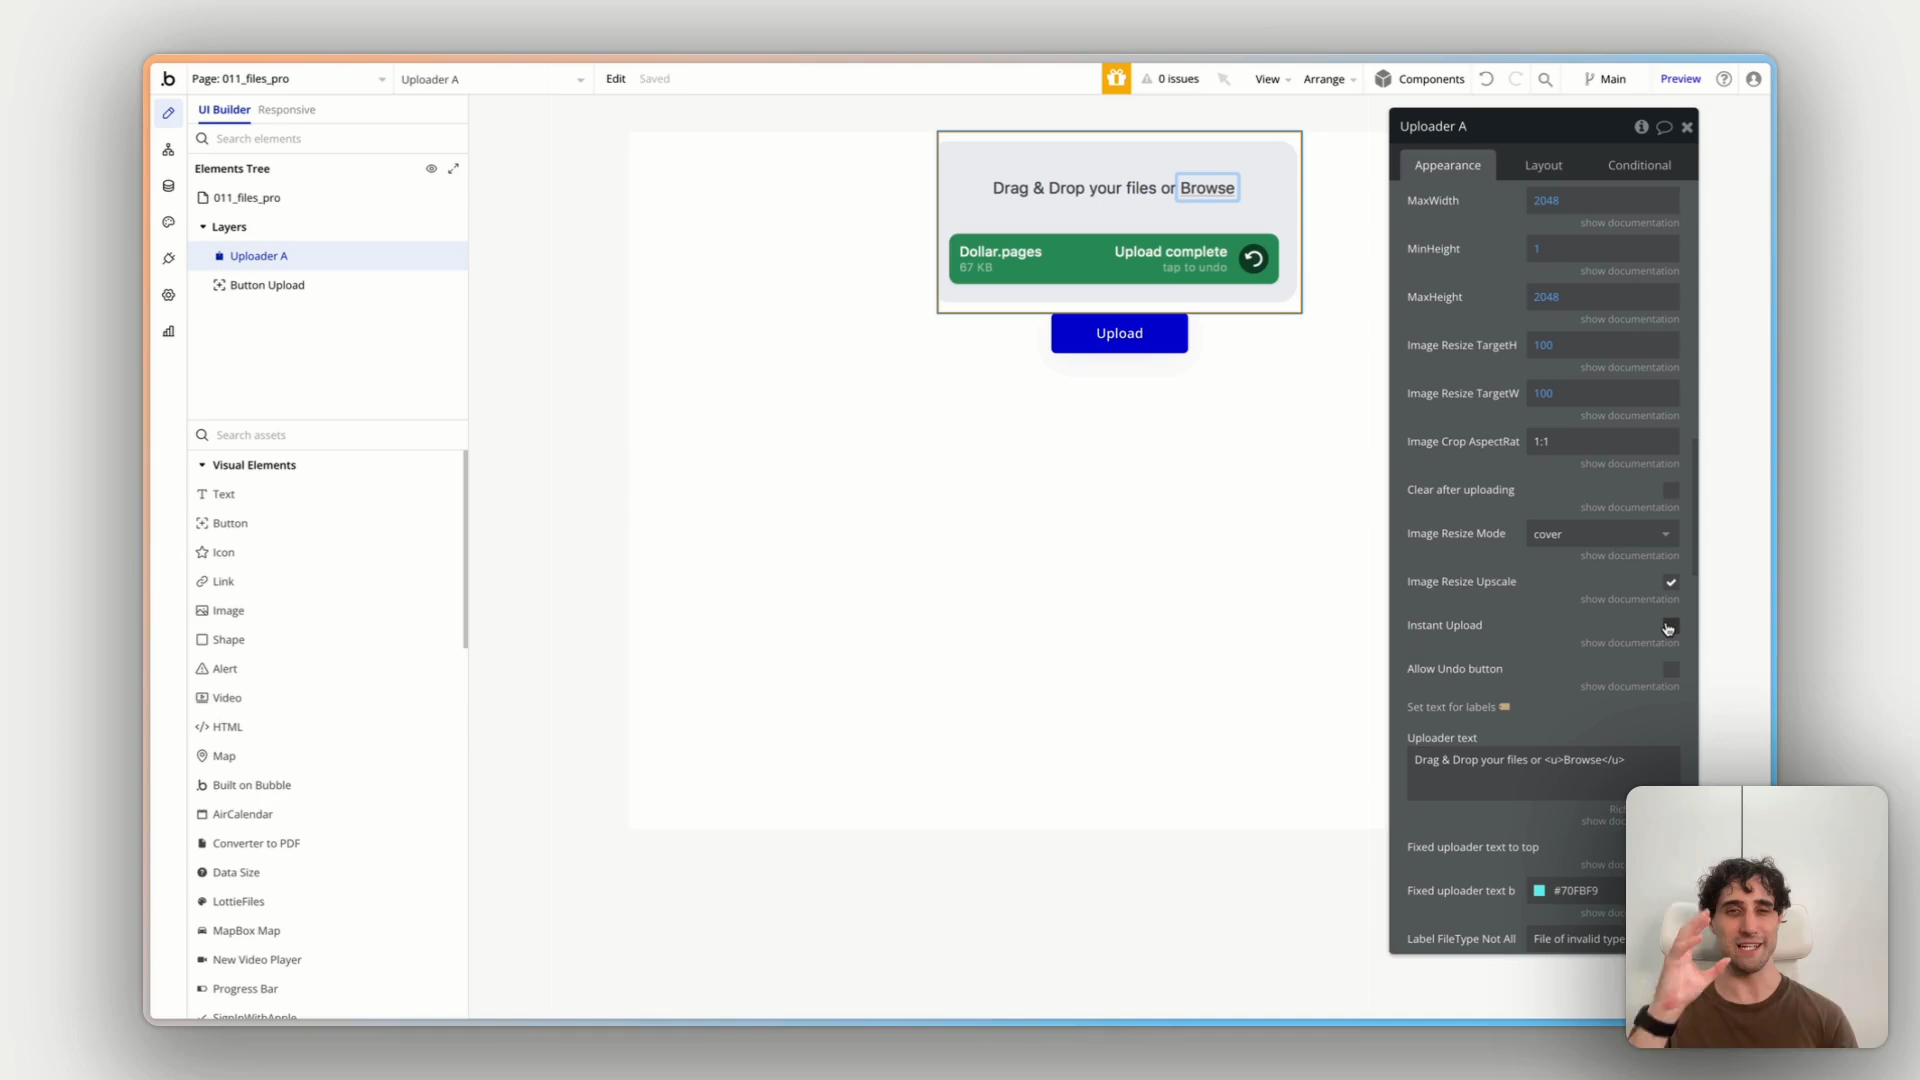 Page: 011_files_pro
Uploader A
Edit
Saved
0 issues
View
Arrange
Components
Main
Preview
UI Builder
Responsive
Search elements
Elements Tree
011_files_pro
Layers
Uploader A
Button Upload
Search assets
Visual Elements
Text
Button
Icon
Link
Image
Shape
Alert
Video
HTML
Map
Built on Bubble
AirCalendar
Converter to PDF
Data Size
LottieFiles
MapBox Map
New Video Player
Progress Bar
SignInWithApple
Drag & Drop your files or Browse
Dollar.pages
67 KB
Upload complete
tap to undo
Upload
Uploader A
Appearance
Layout
Conditional
MaxWidth
2048
show documentation
MinHeight
1
show documentation
MaxHeight
2048
show documentation
Image Resize TargetH
100
show documentation
Image Resize TargetW
100
show documentation
Image Crop AspectRat
1:1
show documentation
Clear after uploading
show documentation
Image Resize Mode
cover
show documentation
Image Resize Upscale
show documentation
Instant Upload
show documentation
Allow Undo button
show documentation
Set text for labels
Uploader text
Drag & Drop your files or <u>Browse</u>
Fixed uploader text to top
Fixed uploader text b
#70FBF9
Label FileType Not All
File of invalid type